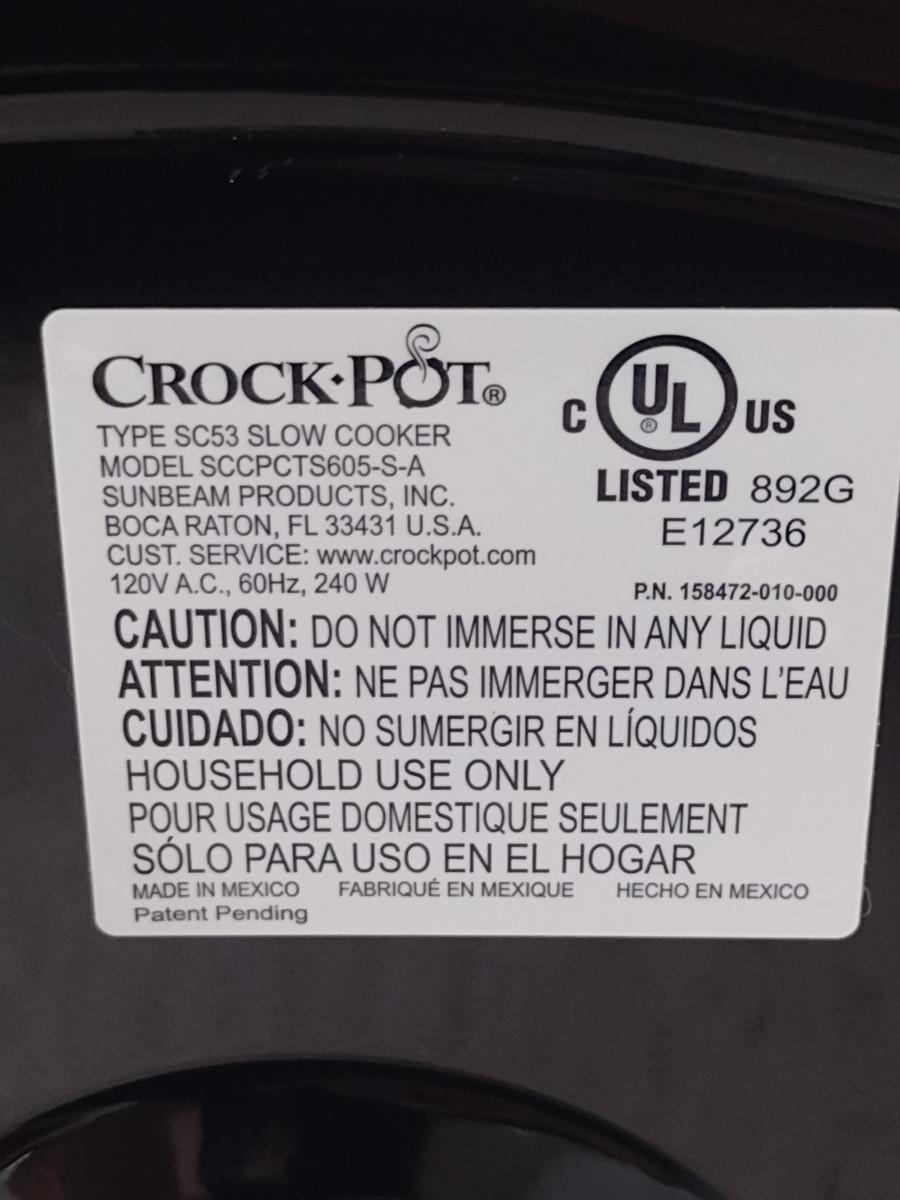 CROCK·POT®
TYPE SC53 SLOW COOKER
MODEL SCCPCTS605-S-A
SUNBEAM PRODUCTS, INC.
BOCA RATON, FL 33431 U.S.A.
CUST. SERVICE: www.crockpot.com
120V A.C., 60Hz, 240 W
C UL® US
LISTED 892G
E12736
P.N. 158472-010-000
CAUTION: DO NOT IMMERSE IN ANY LIQUID
ATTENTION: NE PAS IMMERGER DANS L'EAU
CUIDADO: NO SUMERGIR EN LÍQUIDOS
HOUSEHOLD USE ONLY
POUR USAGE DOMESTIQUE SEULEMENT
SÓLO PARA USO EN EL HOGAR
MADE IN MEXICO FABRIQUÉ EN MEXIQUE HECHO EN MEXICO
Patent Pending